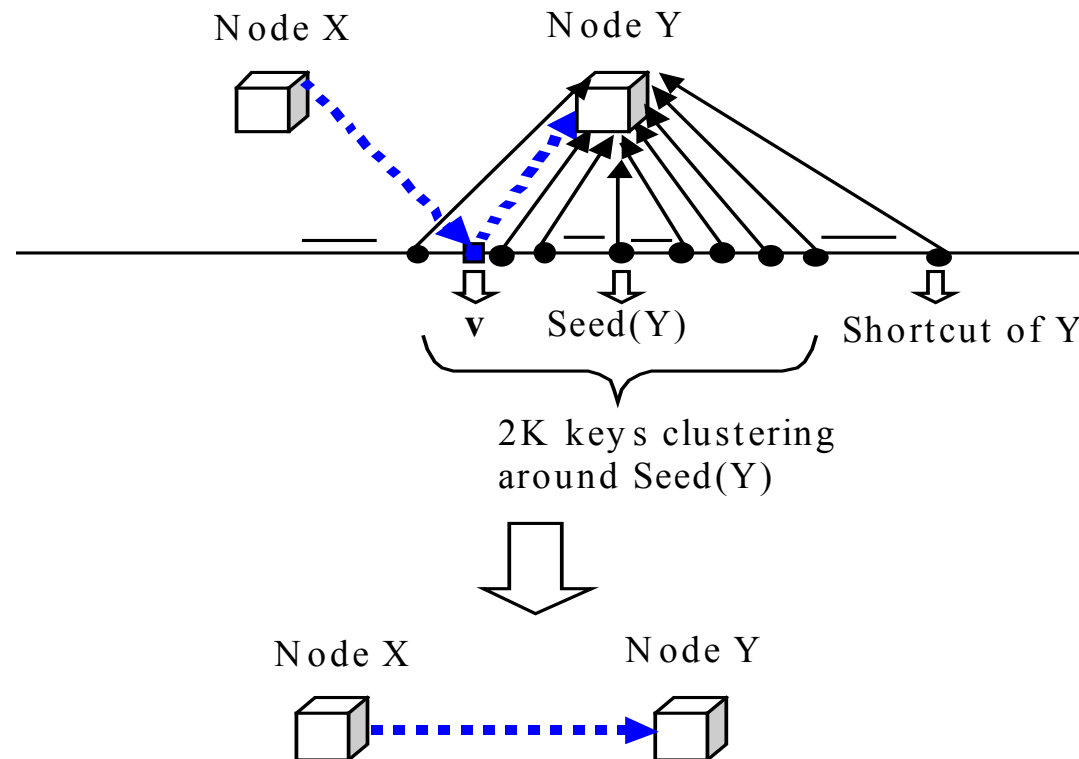 Node X
Node Y
v
Seed(Y)
Shortcut of Y
2K keys clustering
around Seed(Y)
Node X
Node Y